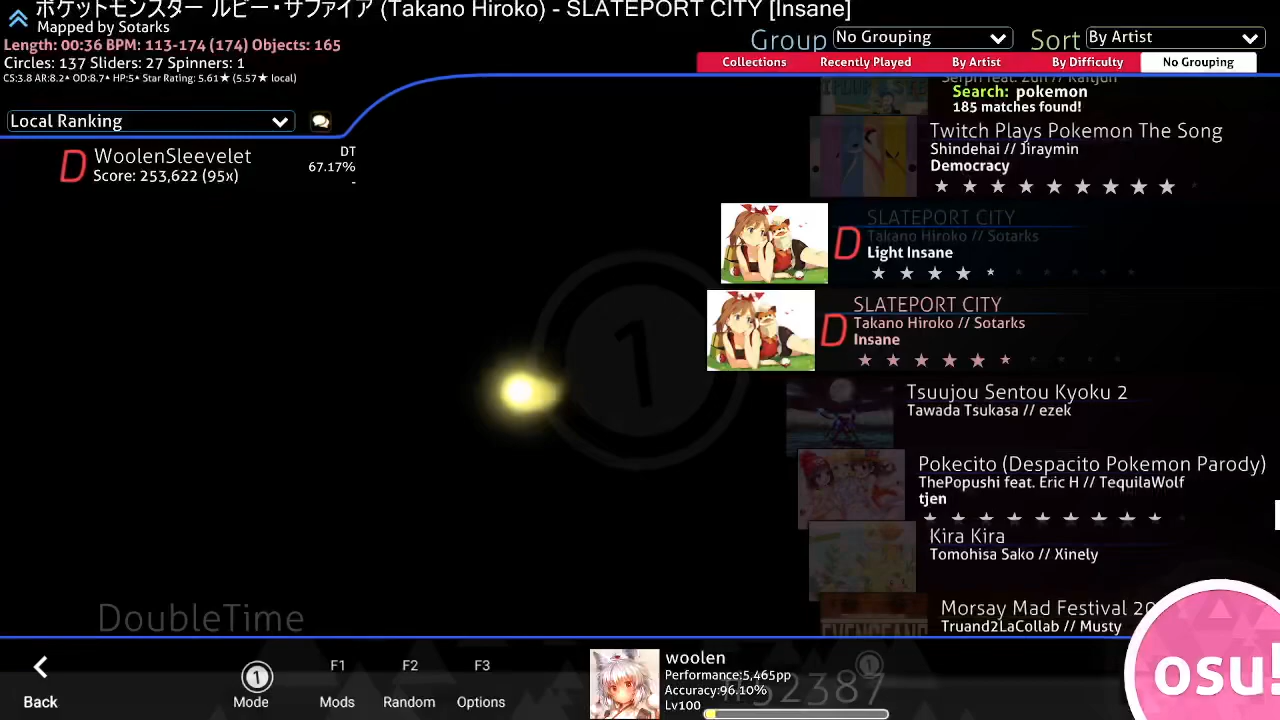 ポケットモンスター ルビー・サファイア (Takano Hiroko) - SLATEPORT CITY [Insane]
Mapped by Sotarks
Length: 00:36 BPM: 113-174 (174) Objects: 165
Circles: 137 Sliders: 27 Spinners: 1
CS:3.8 AR:8.2 OD:8.7 HP:5 Star Rating: 5.61★ (5.57★ local)
Group No Grouping Sort By Artist
Collections Recently Played By Artist By Difficulty No Grouping
Local Ranking
D WoolenSleevelet DT
Score: 253,622 (95x) 67.17%
-
Search: pokemon
185 matches found!
Twitch Plays Pokemon The Song
Shindehai // Jiraymin
Democracy
SLATEPORT CITY
D Takano Hiroko // Sotarks
Light Insane
SLATEPORT CITY
D Takano Hiroko // Sotarks
Insane
Tsuujou Sentou Kyoku 2
Tawada Tsukasa // ezek
Pokecito (Despacito Pokemon Parody)
ThePopushi feat. Eric H // TequilaWolf
tjen
Kira Kira
Tomohisa Sako // Xinely
Morsay Mad Festival
Truand2LaCollab // Musty
DoubleTime
1
Back
1
Mode
F1
Mods
F2
Random
F3
Options
woolen
Performance:5,465pp
Accuracy:96.10%
Lv100
osu!